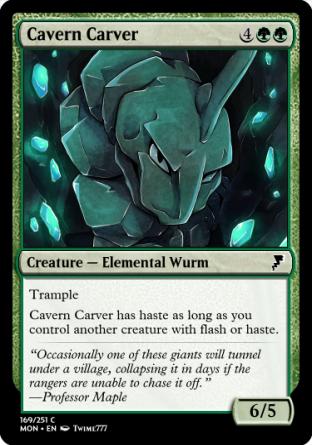 Cavern Carver 4
Creature — Elemental Wurm
Trample
Cavern Carver has haste as long as you
control another creature with flash or haste.
“Occasionally one of these giants will tunnel
under a village, collapsing it in days if the
rangers are unable to chase it off.”
—Professor Maple
6/5
169/251 C
MON • EN Twime777